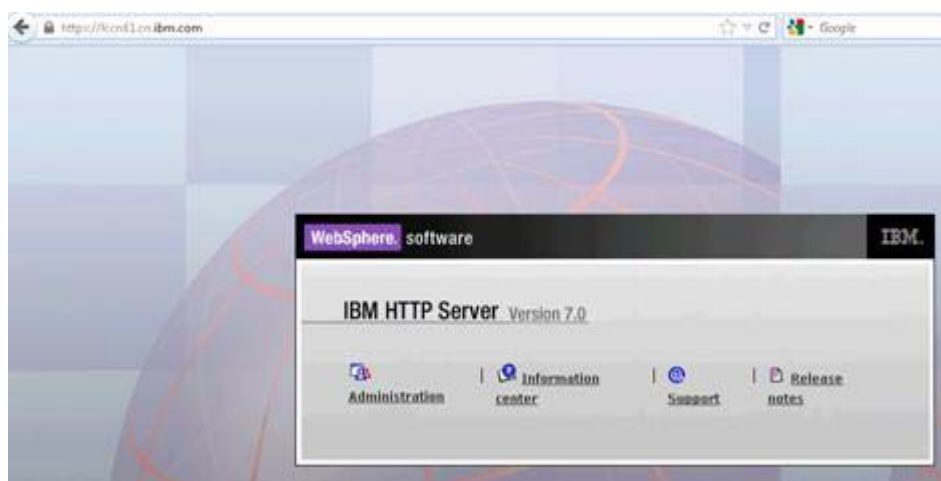 https://lccn61.cn.ibm.com
Google
WebSphere. software
IBM.
IBM HTTP Server Version 7.0
Administration | Information center | Support | Release notes